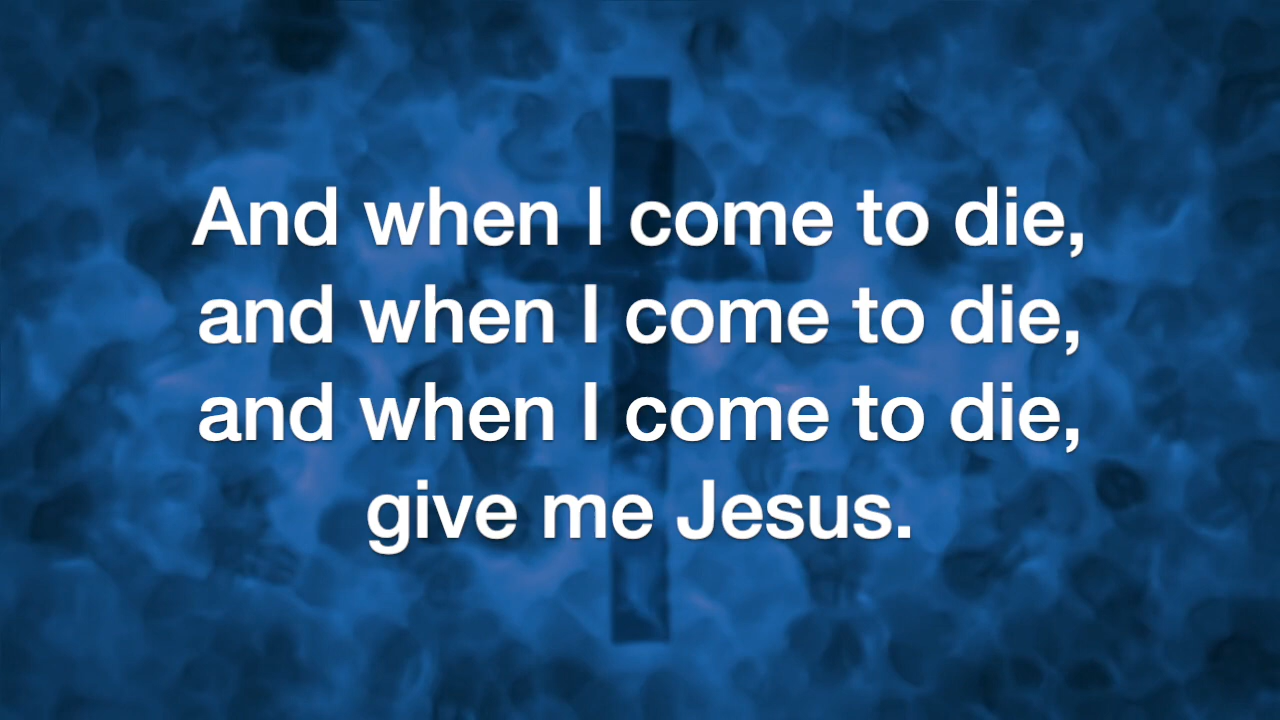 And when I come to die,
and when I come to die,
and when I come to die,
give me Jesus.